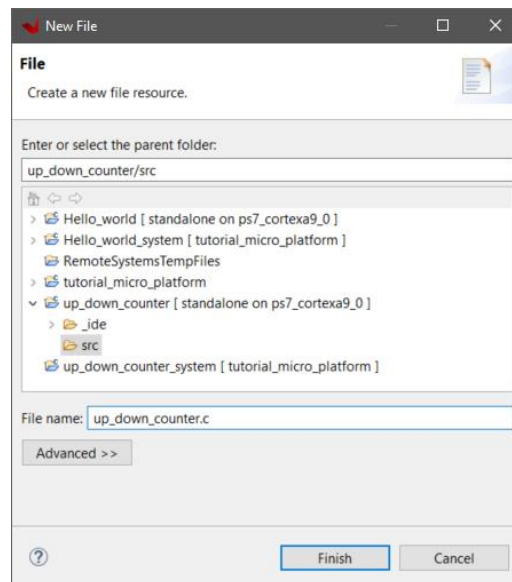 New File
File
Create a new file resource.
Enter or select the parent folder:
up_down_counter/src
Hello_world [ standalone on ps7_cortexa9_0 ]
Hello_world_system [ tutorial_micro_platform ]
RemoteSystemsTempFiles
tutorial_micro_platform
up_down_counter [ standalone on ps7_cortexa9_0 ]
_ide
src
up_down_counter_system [ tutorial_micro_platform ]
File name: up_down_counter.c
Advanced >>
? Finish Cancel